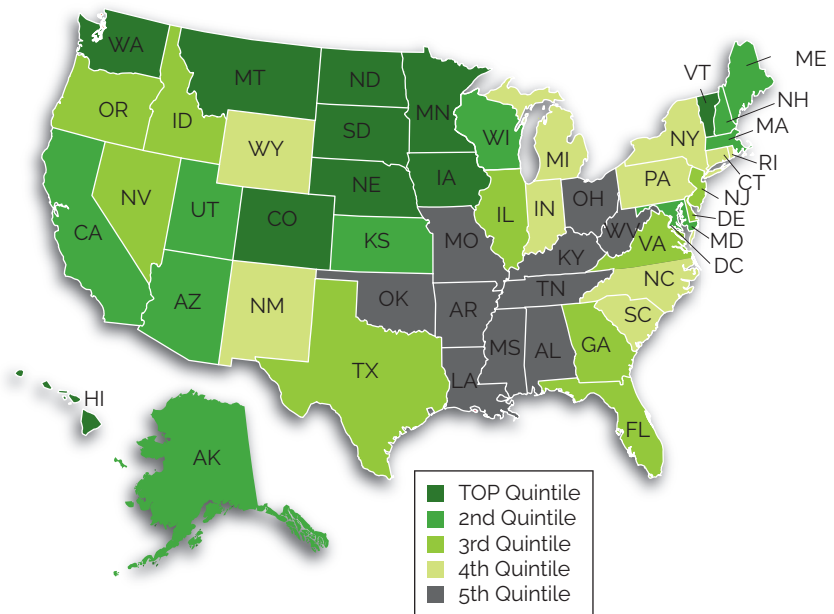 WA
MT
ND
MN
VT
ME
OR
ID
SD
WI
NH
MA
WY
MI
NY
RI
CT
NE
IA
PA
NJ
NV
UT
CO
IL
IN
OH
DE
CA
KS
MO
WV
VA
MD
KY
DC
AZ
NM
OK
AR
TN
NC
SC
TX
LA
MS
AL
GA
FL
HI
AK
TOP Quintile
2nd Quintile
3rd Quintile
4th Quintile
5th Quintile